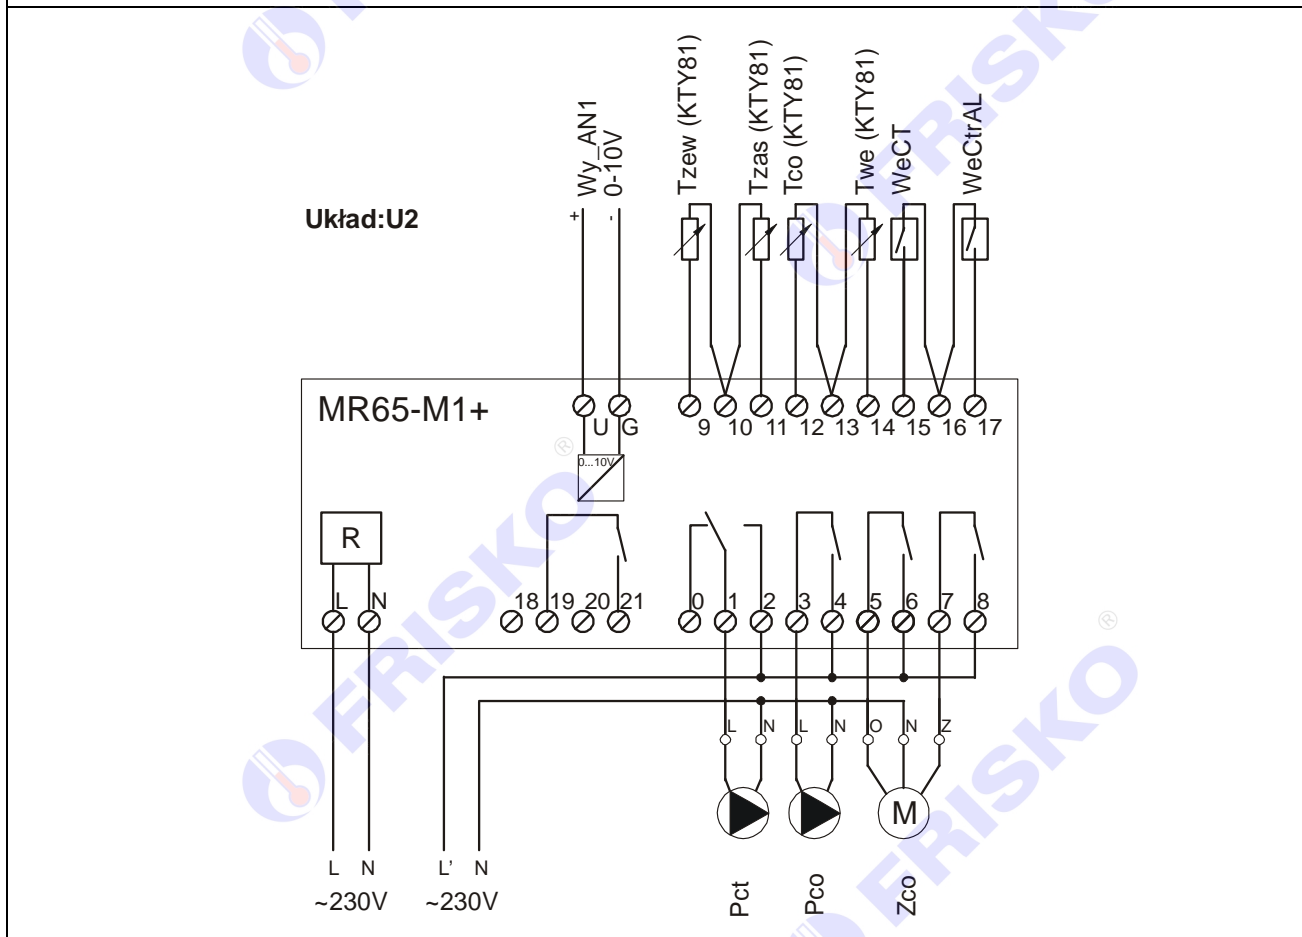 FRISKO
FRISKO
Wy_AN1
0-10V
Tzew (KTY81)
Tzas (KTY81)
Tco (KTY81)
Twe (KTY81)
WeCT
WeCtrAL
+ -
Układ:U2
MR65-M1+
U G
9 10 11 12 13 14 15 16 17
0...10V
®
R
L N
18 19 20 21 0 1 2 3 4 5 6 7 8
FRISKO
®
FRISKO
L N L N O N Z
M
L N L' N
~230V ~230V
Pct
Pco
Zco